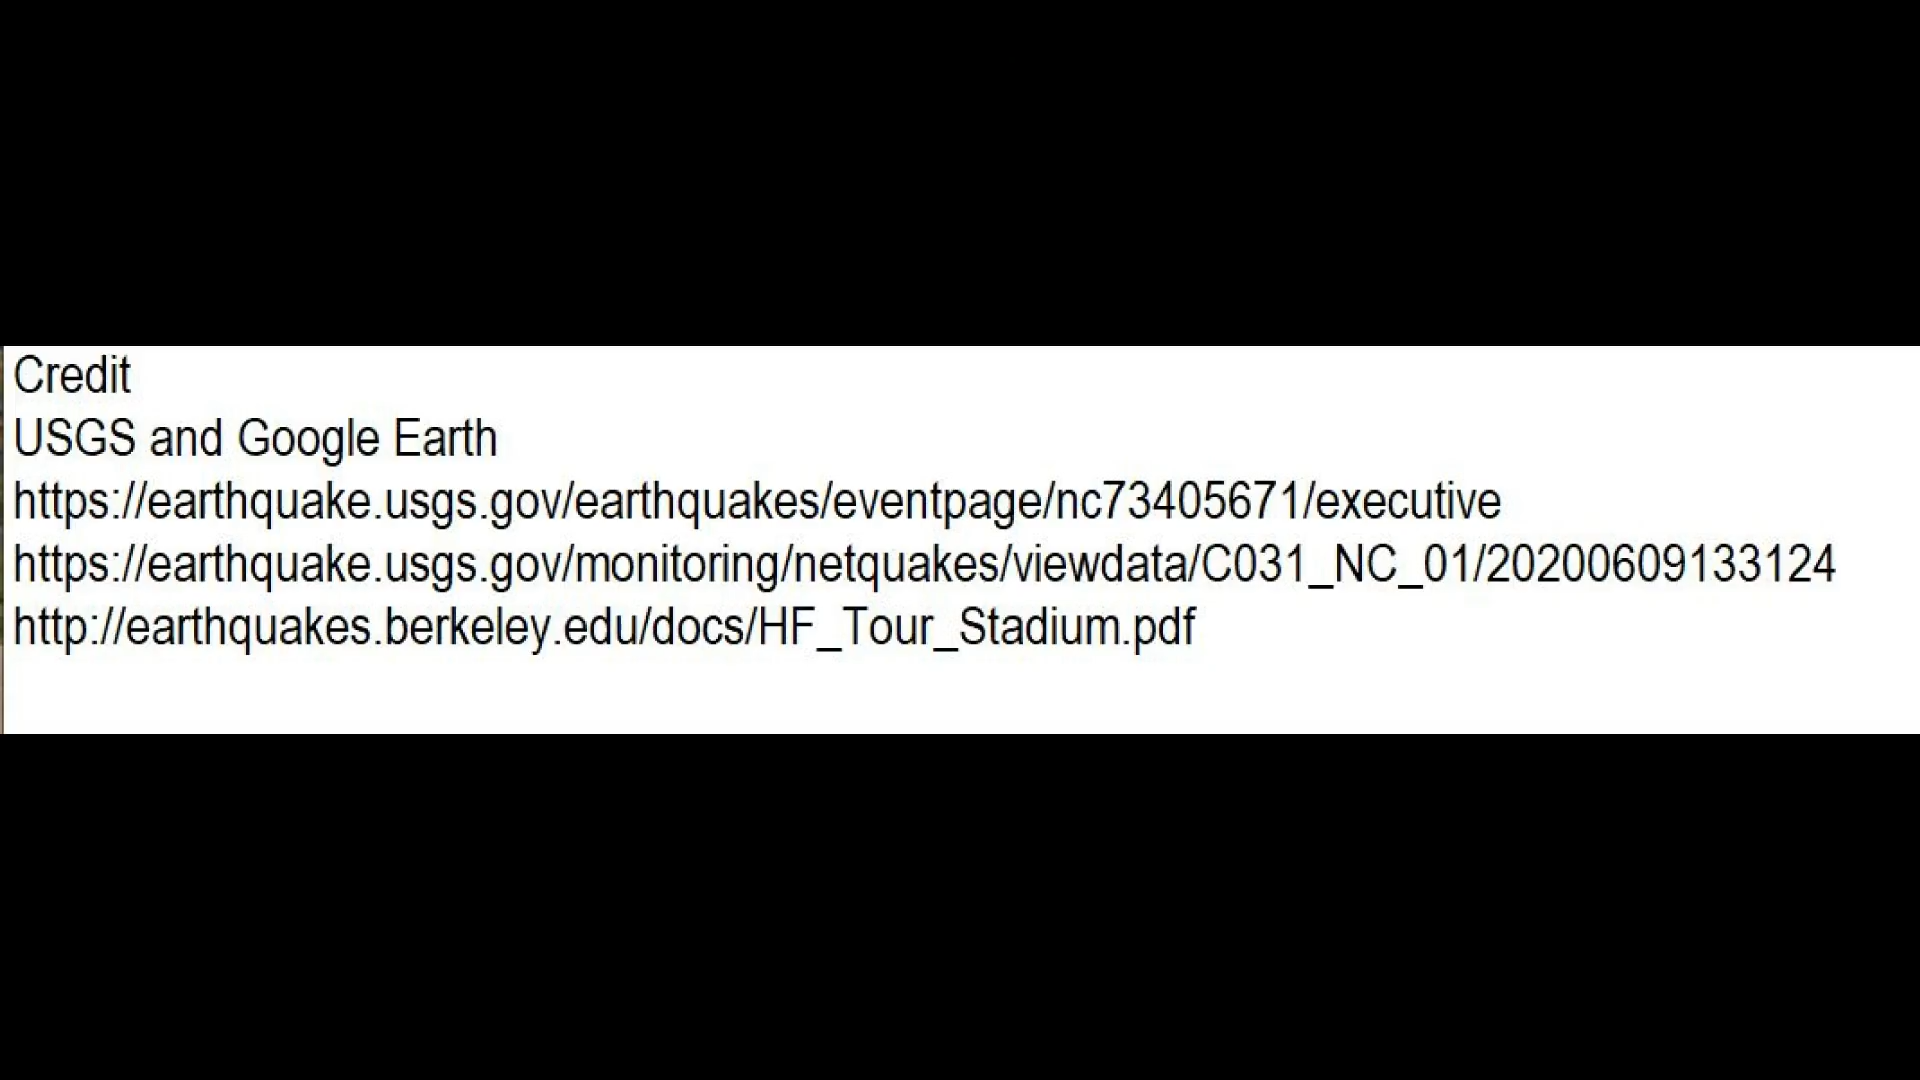 Credit
USGS and Google Earth
https://earthquake.usgs.gov/earthquakes/eventpage/nc73405671/executive
https://earthquake.usgs.gov/monitoring/netquakes/viewdata/C031_NC_01/20200609133124
http://earthquakes.berkeley.edu/docs/HF_Tour_Stadium.pdf